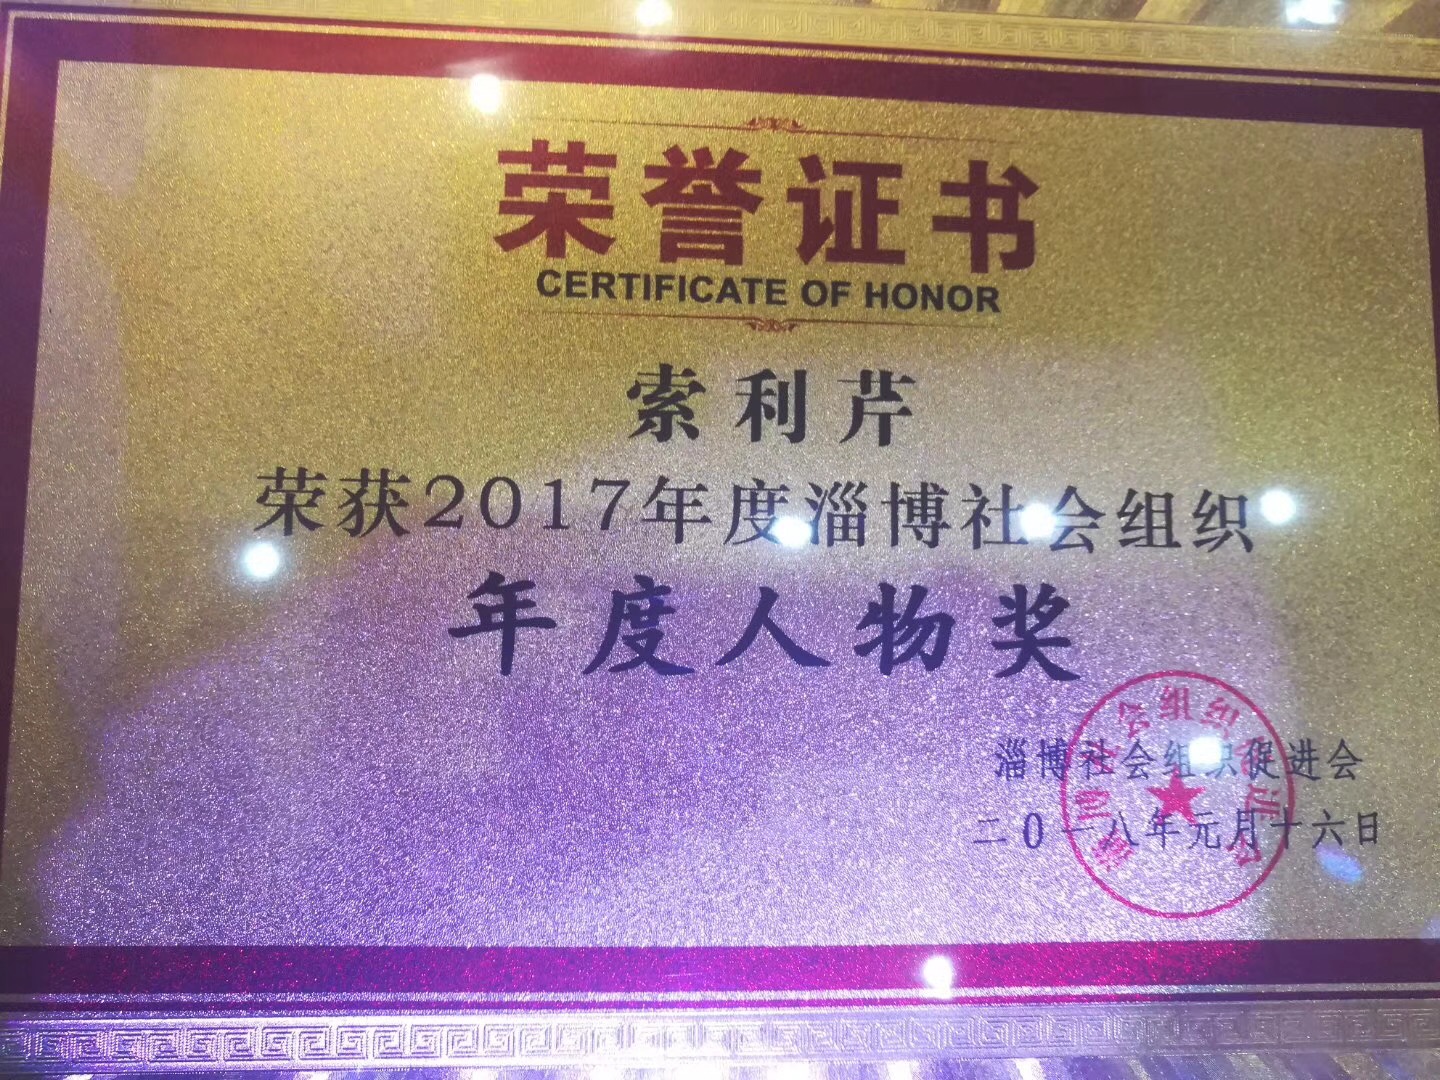 荣誉证书
CERTIFICATE OF HONOR
索利芹
荣获2017年度淄博社会组织
年度人物奖
淄博社会组织促进会
二0一八年元月十六日